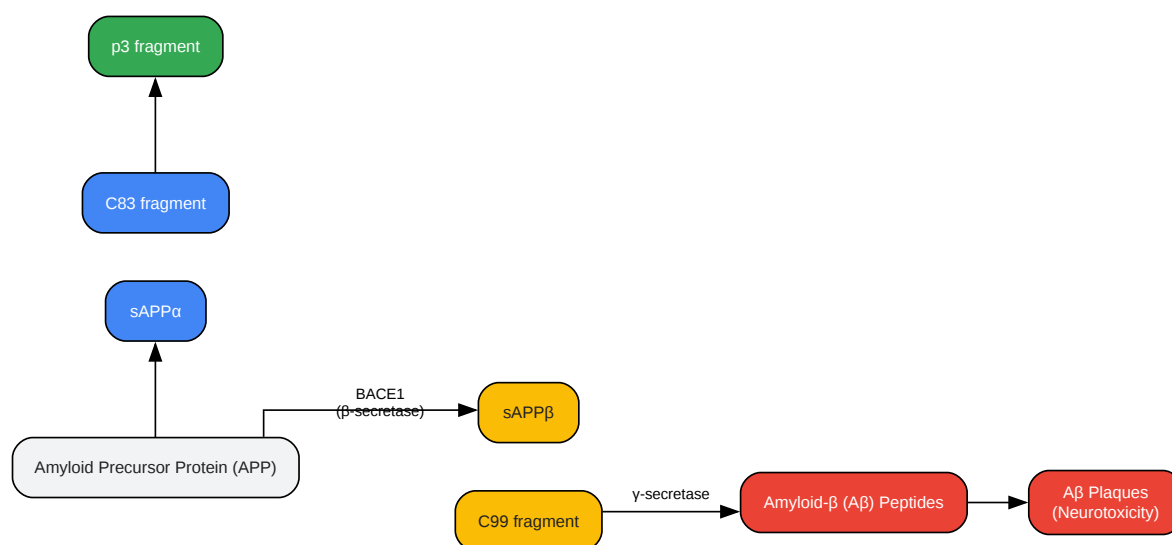 p3 fragment
C83 fragment
sAPPα
BACE1
(β-secretase)
sAPPβ
Amyloid Precursor Protein (APP)
γ-secretase
C99 fragment
Amyloid-β (Aβ) Peptides
Aβ Plaques
(Neurotoxicity)